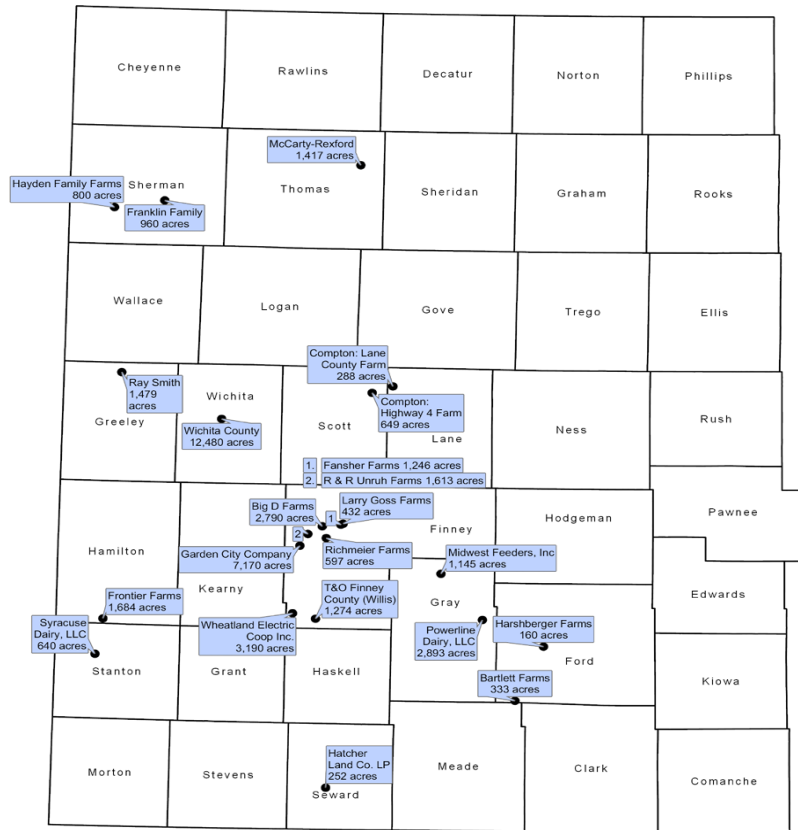 Cheyenne
Rawlins
Decatur
Norton
Phillips
McCarty-Rexford
1,417 acres
Hayden Family Farms
800 acres
Sherman
Franklin Family
960 acres
Thomas
Sheridan
Graham
Rooks
Wallace
Logan
Gove
Trego
Ellis
Compton: Lane
County Farm
288 acres
Ray Smith
1,479
acres
Wichita
Compton:
Highway 4 Farm
649 acres
Greeley
Wichita County
12,480 acres
Scott
Lane
Ness
Rush
1. Fansher Farms 1,246 acres
2. R & R Unruh Farms 1,613 acres
Big D Farms
2,790 acres
1
Larry Goss Farms
432 acres
2
Finney
Hodgeman
Pawnee
Hamilton
Garden City Company
7,170 acres
Richmeier Farms
597 acres
Midwest Feeders, Inc
1,145 acres
Kearny
T&O Finney
County (Willis)
1,274 acres
Gray
Edwards
Frontier Farms
1,684 acres
Syracuse
Dairy, LLC
640 acres
Wheatland Electric
Coop Inc.
3,190 acres
Powerline
Dairy, LLC
2,893 acres
Harshberger Farms
160 acres
Stanton
Grant
Haskell
Ford
Bartlett Farms
333 acres
Kiowa
Morton
Stevens
Hatcher
Land Co. LP
252 acres
Seward
Meade
Clark
Comanche